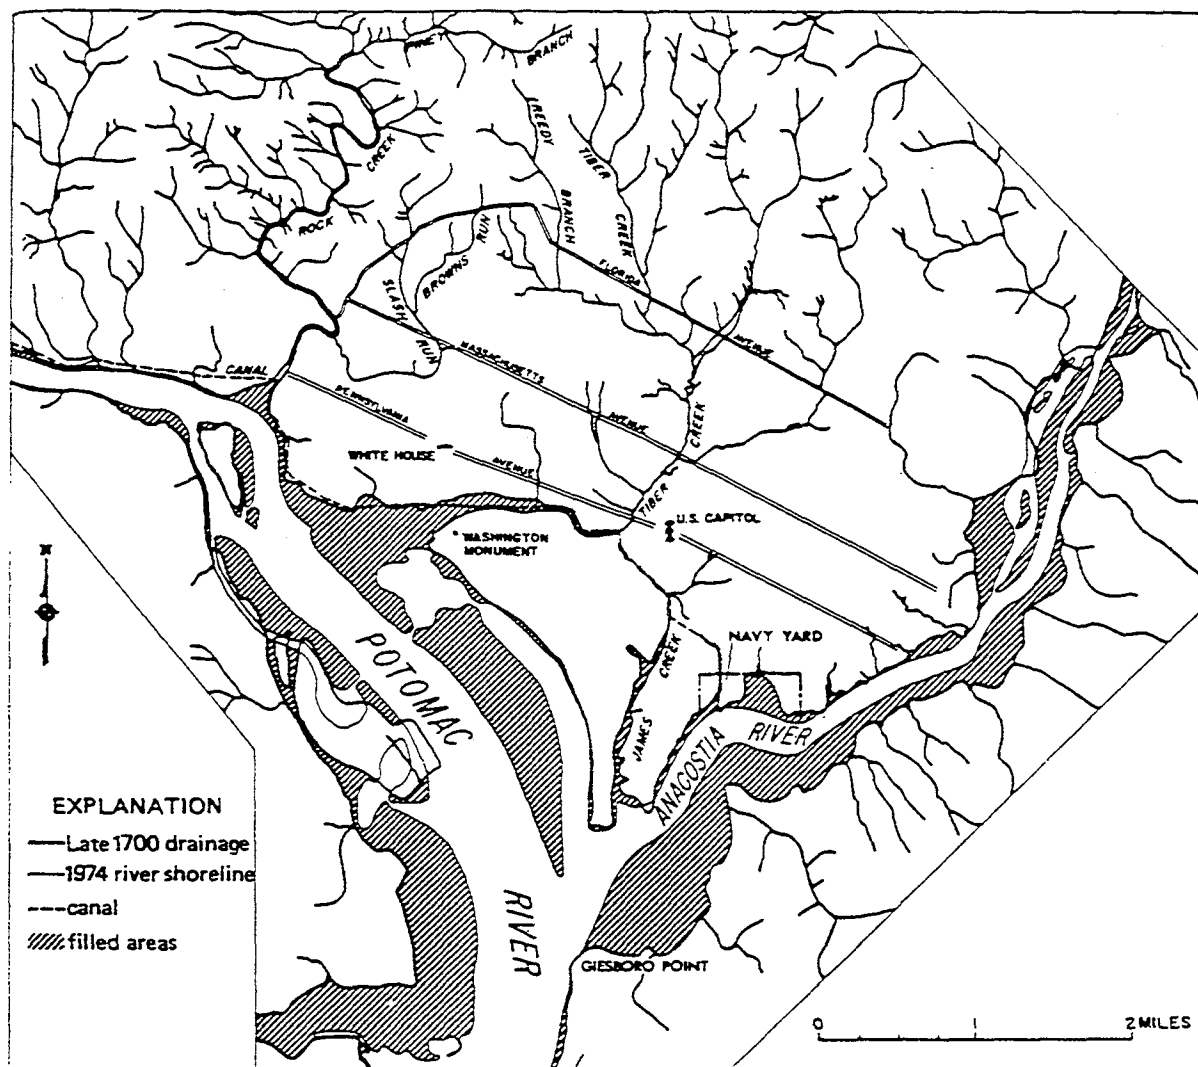 PINEY
BRANCH
REEDY
BRANCH
TIBER
CREEK
ROCK
CREEK
BROWNS
RUN
SLASH
RUN
FLORIDA
AVENUE
MASSACHUSETTS
AVENUE
CANAL
PENNSYLVANIA
AVENUE
WHITE HOUSE
TIBER
CREEK
U.S. CAPITOL
WASHINGTON
MONUMENT
N
NAVY YARD
POTOMAC
RIVER
JAMES
CREEK
ANACOSTIA
RIVER
GIESBORO POINT
EXPLANATION
Late 1700 drainage
1974 river shoreline
canal
filled areas
0 1 2 MILES